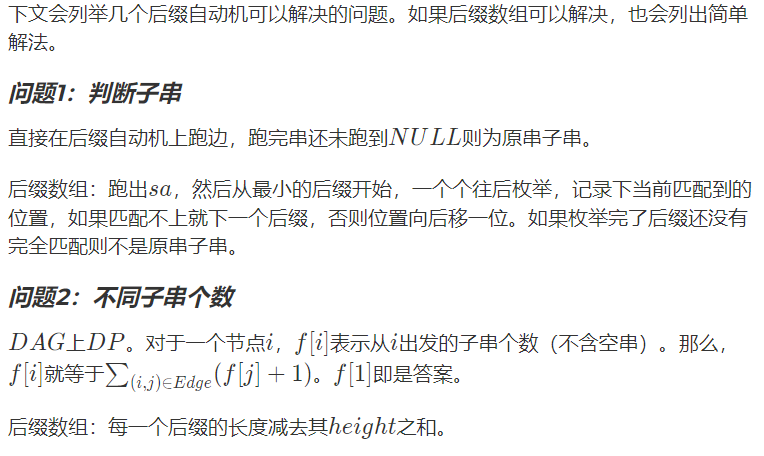 下文会列举几个后缀自动机可以解决的问题。如果后缀数组可以解决，也会列出简单
解法。
问题1：判断子串
直接在后缀自动机上跑边，跑完串还未跑到NULL则为原串子串。
后缀数组：跑出sa，然后从最小的后缀开始，一个个往后枚举，记录下当前匹配到的
位置，如果匹配不上就下一个后缀，否则位置向后移一位。如果枚举完了后缀还没有
完全匹配则不是原串子串。
问题2：不同子串个数
DAG上DP。对于一个节点i，f[i]表示从i出发的子串个数（不含空串）。那么，
f[i]就等于∑(i,j)∈Edge(f[j]+1)。f[1]即是答案。
后缀数组：每一个后缀的长度减去其height之和。